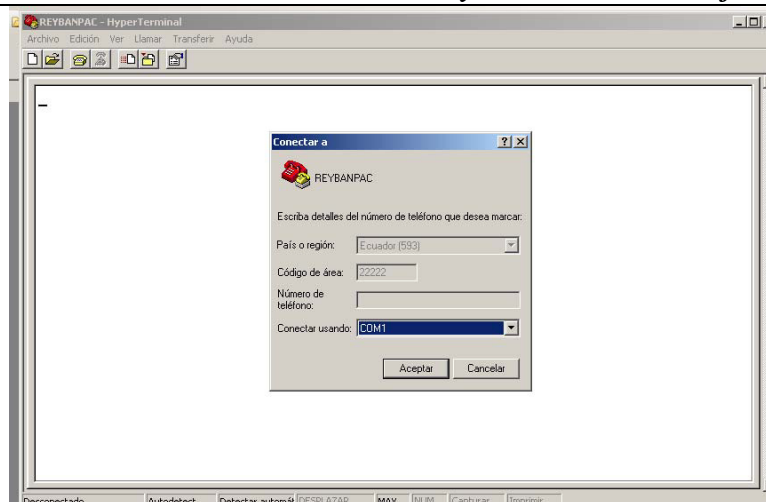 REYBANPAC - HyperTerminal
Archivo Edición Ver Llamar Transferir Ayuda
Conectar a
REYBANPAC
Escriba detalles del número de teléfono que desea marcar:
País o región: Ecuador (593)
Código de área: 22222
Número de
teléfono:
Conectar usando: COM1
Aceptar Cancelar
Desconectado Autodetect. Detectar automát DESPLAZAR MAY NUM Capturar Imprimir